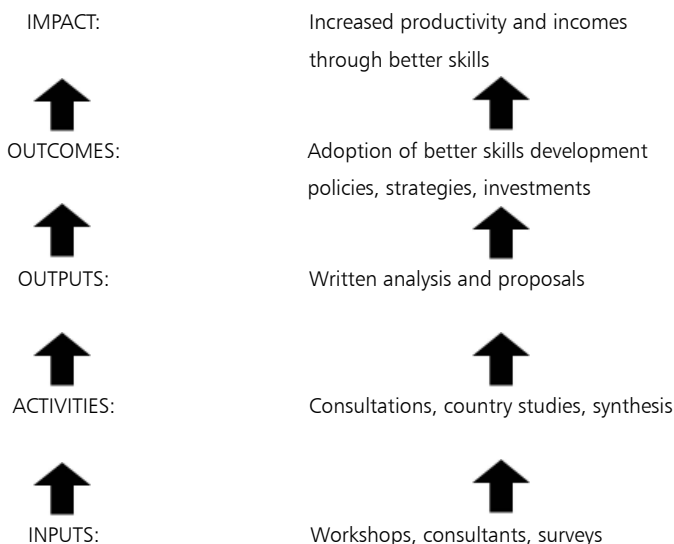 IMPACT: Increased productivity and incomes
through better skills
OUTCOMES: Adoption of better skills development
policies, strategies, investments
OUTPUTS: Written analysis and proposals
ACTIVITIES: Consultations, country studies, synthesis
INPUTS: Workshops, consultants, surveys